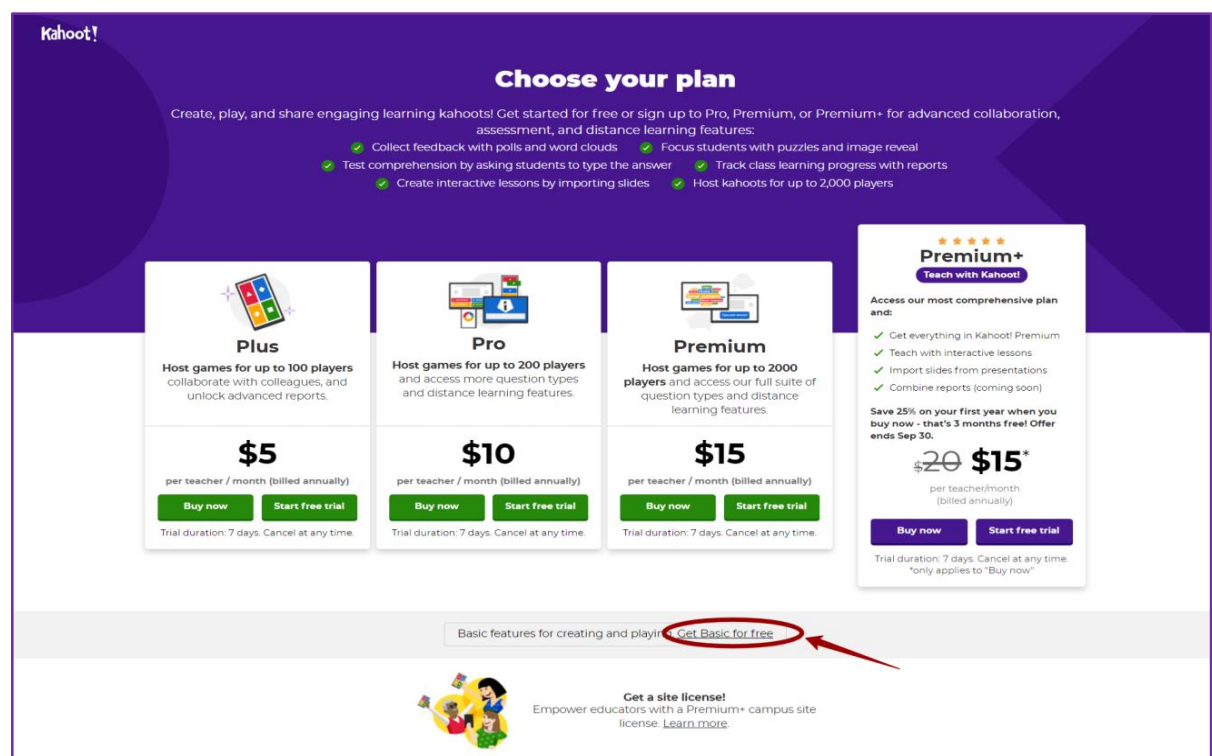 Kahoot!
Choose your plan
Create, play, and share engaging learning kahoots! Get started for free or sign up to Pro, Premium, or Premium+ for advanced collaboration,
assessment, and distance learning features:
Collect feedback with polls and word clouds Focus students with puzzles and image reveal
Test comprehension by asking students to type the answer Track class learning progress with reports
Create interactive lessons by importing slides Host kahoots for up to 2,000 players
Plus
Host games for up to 100 players
collaborate with colleagues, and
unlock advanced reports.
$5
per teacher / month (billed annually)
Buy now Start free trial
Trial duration: 7 days. Cancel at any time.
Pro
Host games for up to 200 players
and access more question types
and distance learning features.
$10
per teacher / month (billed annually)
Buy now Start free trial
Trial duration: 7 days. Cancel at any time.
Premium
Host games for up to 2000
players and access our full suite of
question types and distance
learning features.
$15
per teacher / month (billed annually)
Buy now Start free trial
Trial duration: 7 days. Cancel at any time.
Premium+
Teach with Kahoot!
Access our most comprehensive plan
and:
Get everything in Kahoot! Premium
Teach with interactive lessons
Import slides from presentations
Combine reports (coming soon)
Save 25% on your first year when you
buy now - that's 3 months free! Offer
ends Sep 30.
$20 $15*
per teacher/month
(billed annually)
Buy now Start free trial
Trial duration: 7 days. Cancel at any time.
*only applies to "Buy now"
Basic features for creating and playin Get Basic for free
Get a site license!
Empower educators with a Premium+ campus site
license. Learn more.